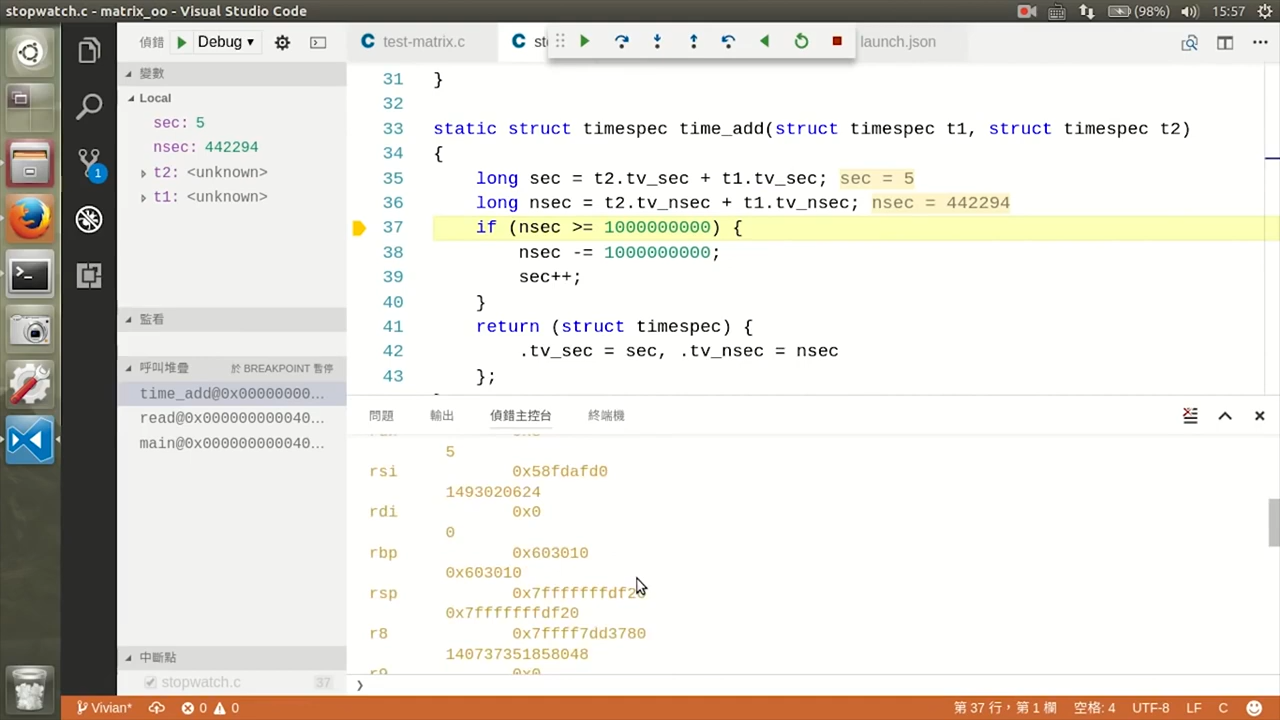 stopwatch.c - matrix_oo - Visual Studio Code
(98%)
15:57
偵錯 Debug
test-matrix.c
launch.json
變數
Local
sec: 5
nsec: 442294
t2: <unknown>
t1: <unknown>
監看
呼叫堆疊 於 BREAKPOINT 暫停
time_add@0x00000000...
read@0x000000000040...
main@0x000000000040...
中斷點
stopwatch.c 37
1
31 }
32
33 static struct timespec time_add(struct timespec t1, struct timespec t2)
34 {
35 long sec = t2.tv_sec + t1.tv_sec; sec = 5
36 long nsec = t2.tv_nsec + t1.tv_nsec; nsec = 442294
37 if (nsec >= 1000000000) {
38 nsec -= 1000000000;
39 sec++;
40 }
41 return (struct timespec) {
42 .tv_sec = sec, .tv_nsec = nsec
43 };
問題 輸出 偵錯主控台 終端機
5
rsi 0x58fdafd0
1493020624
rdi 0x0
0
rbp 0x603010
0x603010
rsp 0x7fffffffdf20
0x7fffffffdf20
r8 0x7ffff7dd3780
140737351858048
r9 0x0
❯
Vivian* 0 0
第 37 行，第 1 欄 空格: 4 UTF-8 LF C